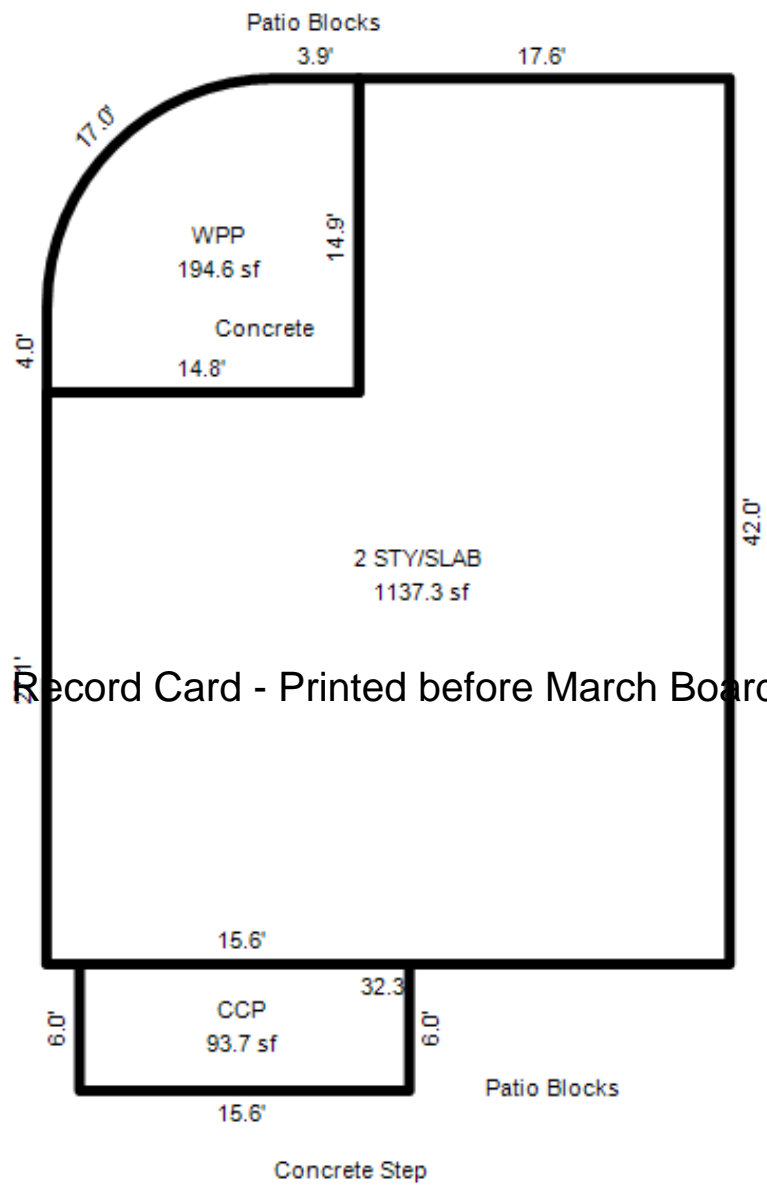 Patio Blocks
3.9'
17.6'
17.0'
WPP
194.6 sf
14.9'
Concrete
4.0'
14.8'
42.0'
2 STY/SLAB
1137.3 sf
Record Card - Printed before March Board
15.6'
32.3
CCP
93.7 sf
6.0'
6.0'
Patio Blocks
15.6'
Concrete Step